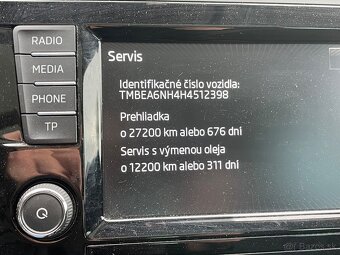 RADIO
MEDIA
PHONE
TP
Servis
Identifikačné číslo vozidla:
TMBEA6NH4H4512398
Prehliadka
o 27200 km alebo 676 dní
Servis s výmenou oleja
o 12200 km alebo 311 dní